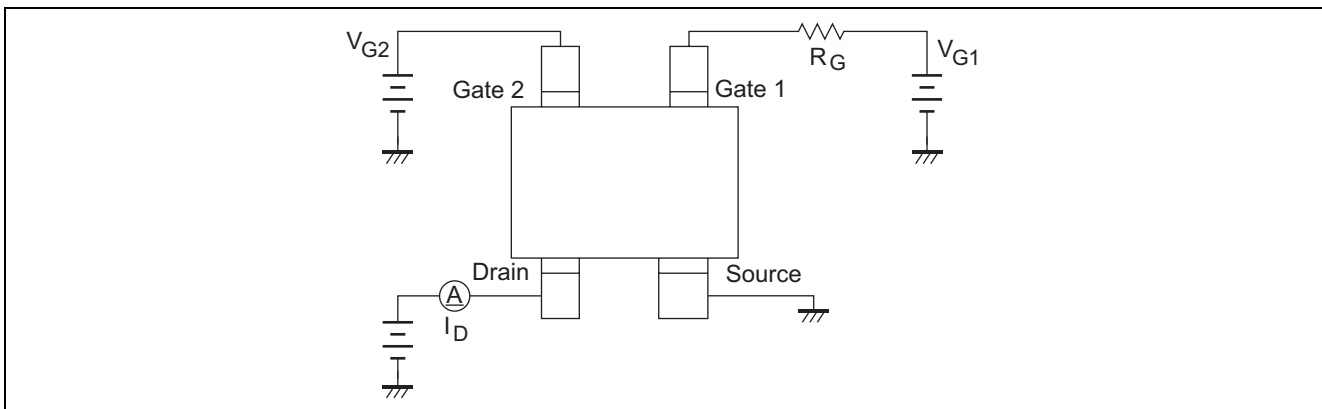 VG2
RG
VG1
Gate 2
Gate 1
Drain
Source
A
ID